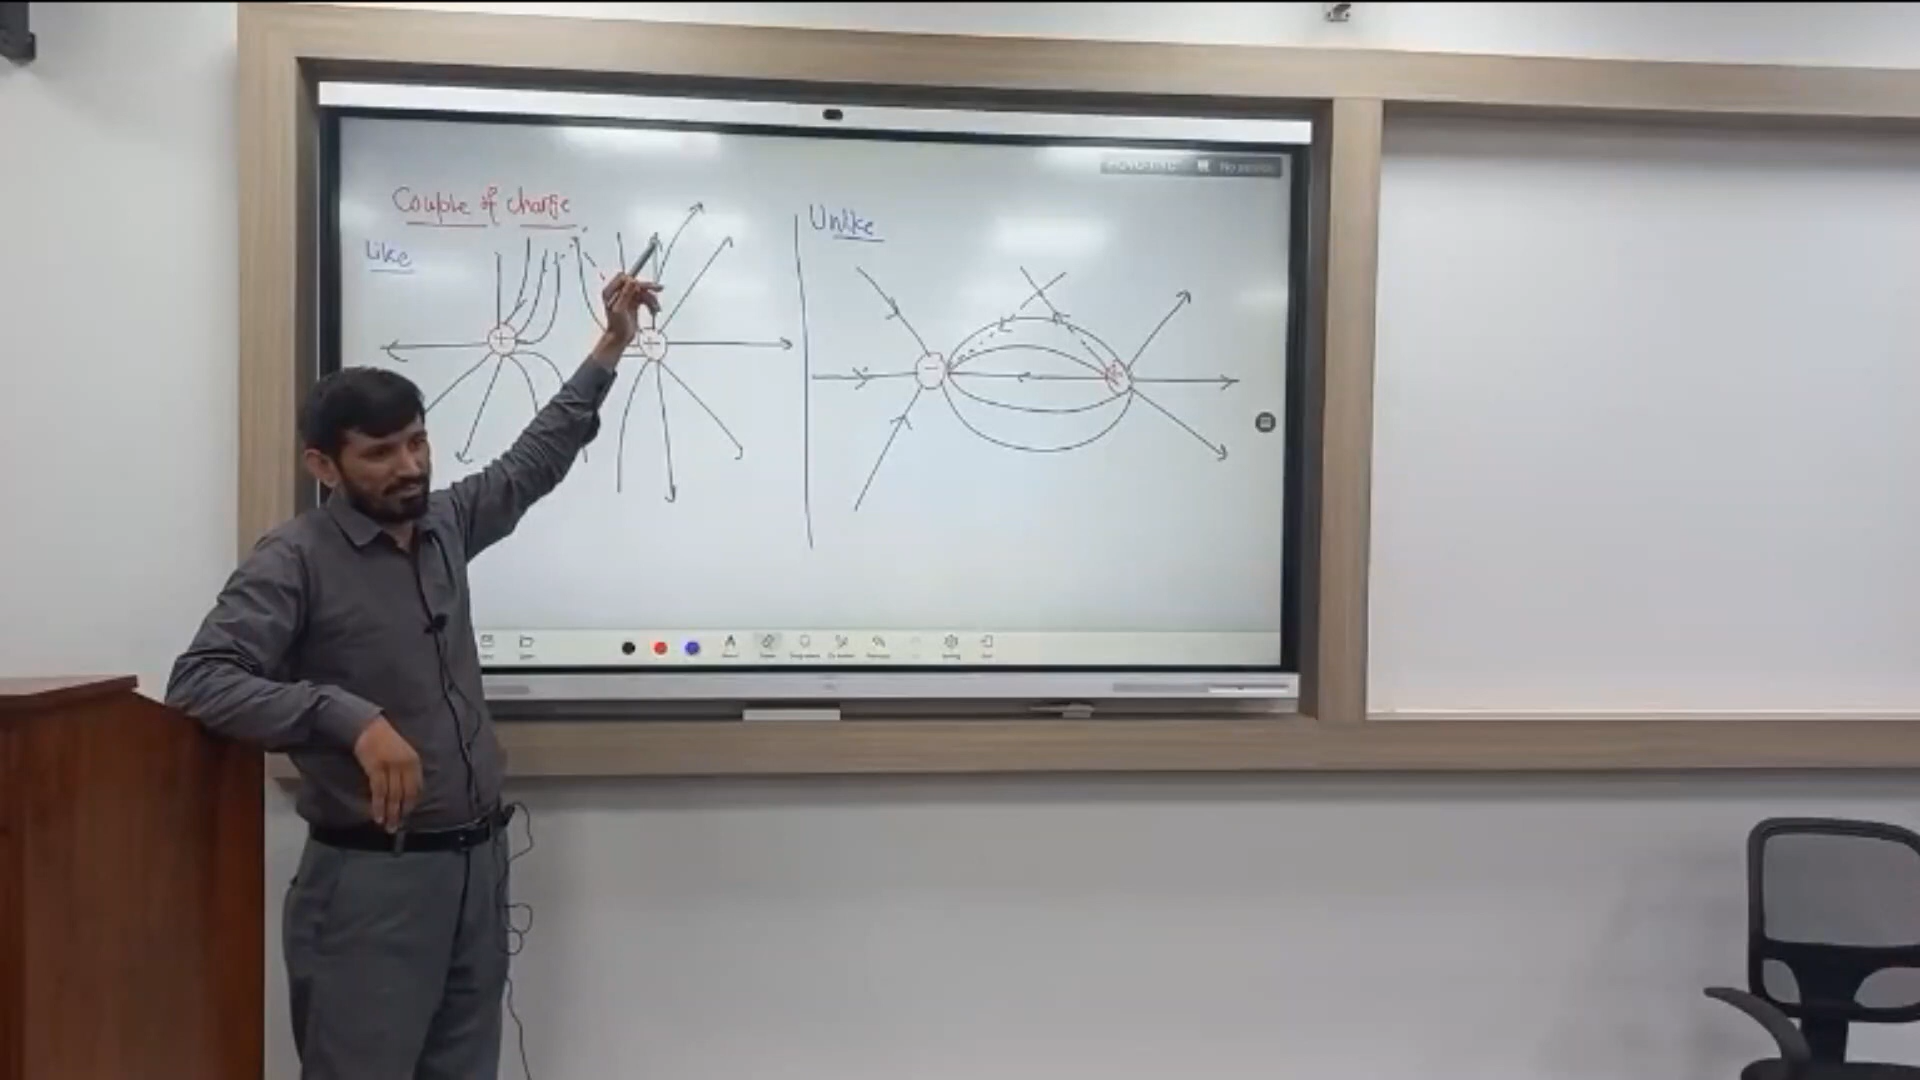 Couple of charge
Like
Unlike
+
+
−
+